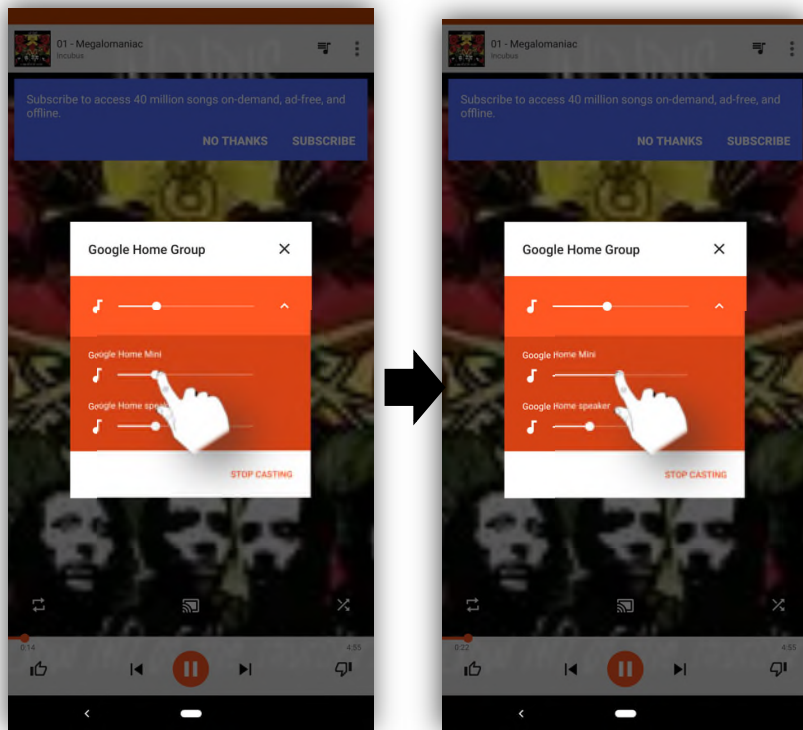 01 - Megalomaniac
Incubus
Subscribe to access 40 million songs on-demand, ad-free, and
offline.
NO THANKS SUBSCRIBE
Google Home Group
Google Home Mini
Google Home
STOP CASTING
0:14 4:55
01 - Megalomaniac
Incubus
Subscribe to access 40 million songs on-demand, ad-free, and
offline.
NO THANKS SUBSCRIBE
Google Home Group
Google Home Mini
Google Home speaker
STOP CASTING
0:22 4:55